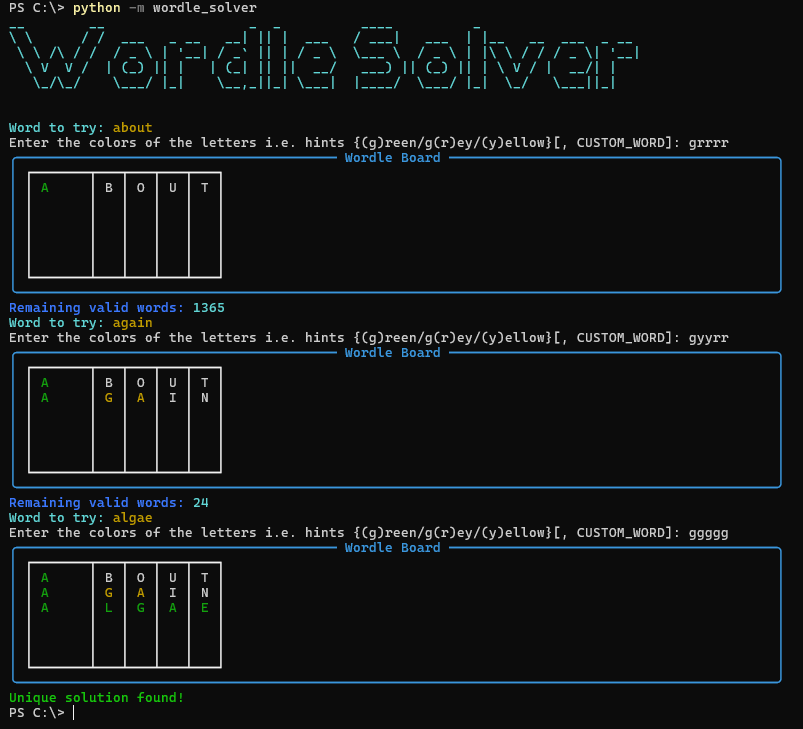 PS C:\> python -m wordle_solver
Wordle Solver
Word to try: about
Enter the colors of the letters i.e. hints {(g)reen/g(r)ey/(y)ellow}[, CUSTOM_WORD]: grrrr
Wordle Board
A B O U T
Remaining valid words: 1365
Word to try: again
Enter the colors of the letters i.e. hints {(g)reen/g(r)ey/(y)ellow}[, CUSTOM_WORD]: gyyrr
Wordle Board
A B O U T
A G A I N
Remaining valid words: 24
Word to try: algae
Enter the colors of the letters i.e. hints {(g)reen/g(r)ey/(y)ellow}[, CUSTOM_WORD]: ggggg
Wordle Board
A B O U T
A G A I N
A L G A E
Unique solution found!
PS C:\>